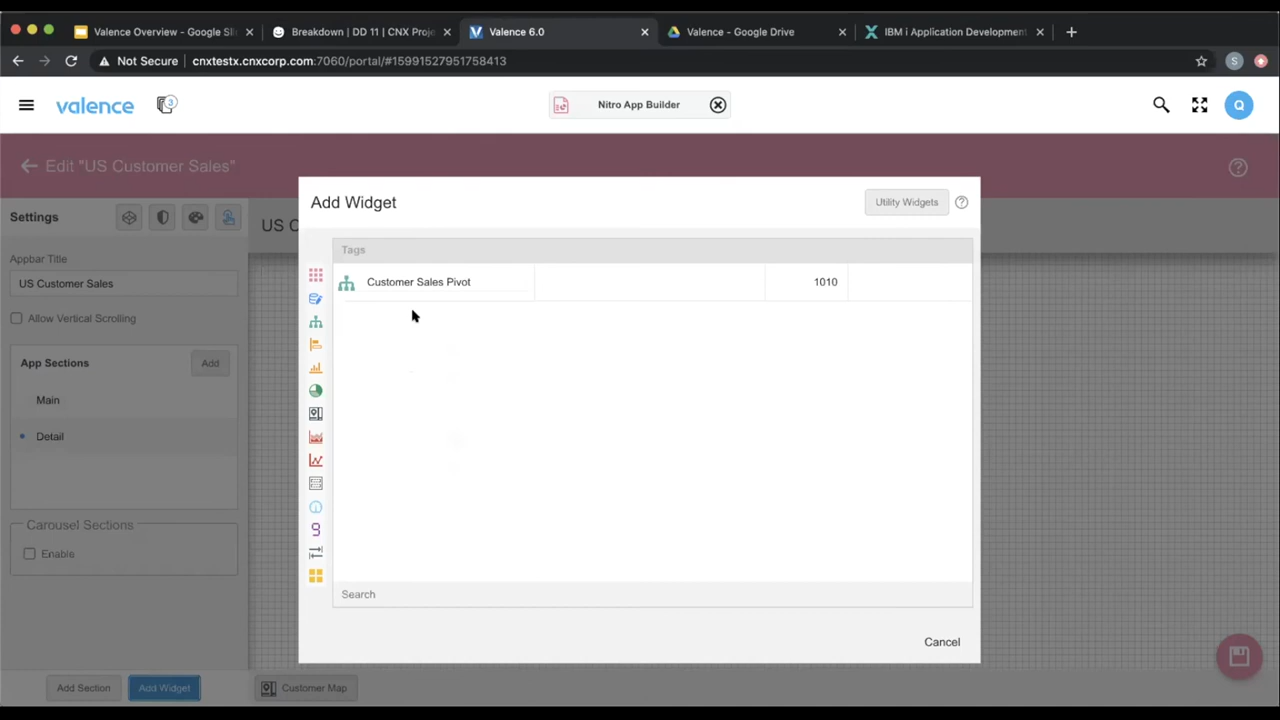 Valence Overview - Google Sli
Breakdown | DD 11 | CNX Proje
Valence 6.0
Valence - Google Drive
IBM i Application Development
Not Secure
cnxtestx.cnxcorp.com:7060/portal/#15991527951758413
S
valence
3
Nitro App Builder
Q
Edit "US Customer Sales"
Settings
US C
Add Widget
Utility Widgets
Tags
Customer Sales Pivot
1010
Appbar Title
US Customer Sales
Allow Vertical Scrolling
App Sections
Add
Main
Detail
Carousel Sections
Enable
Search
Cancel
Add Section
Add Widget
Customer Map